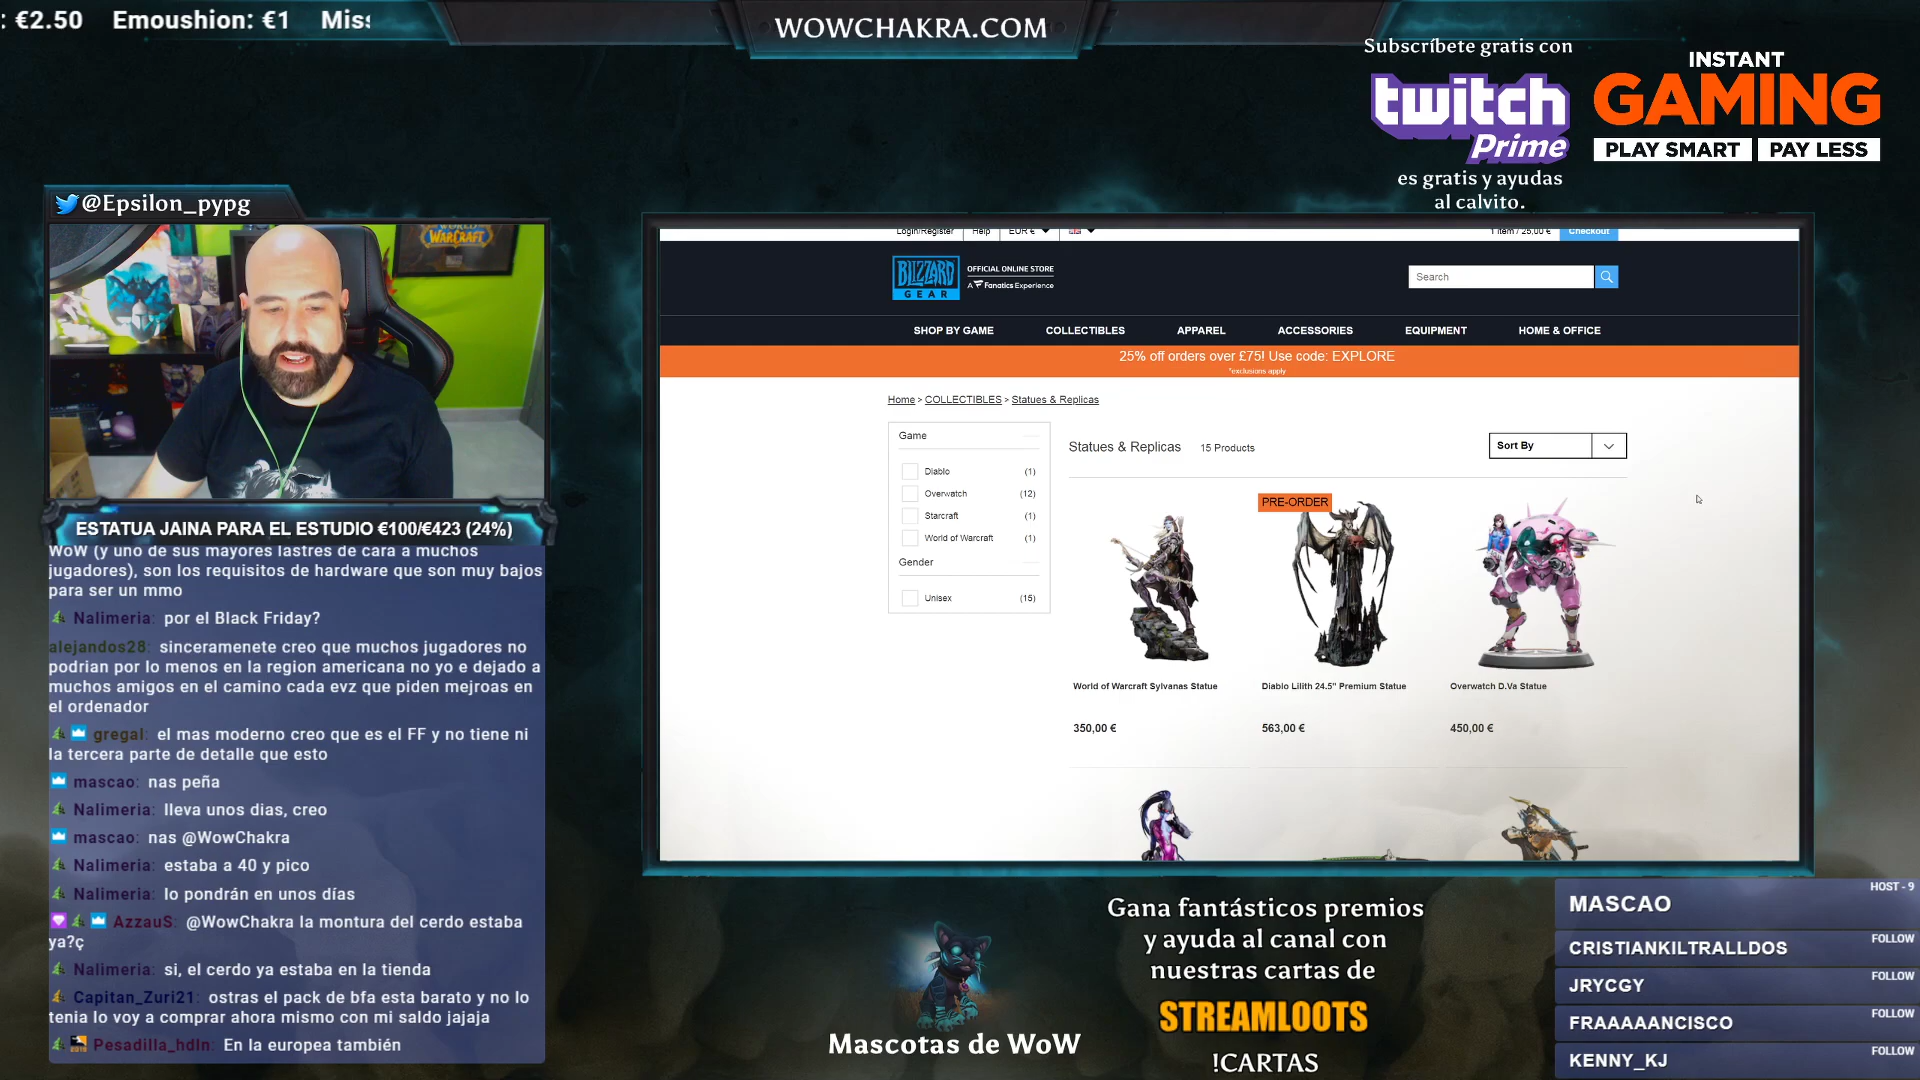 : €2.50 Emoushion: €1 Miss
WOWCHAKRA.COM
Subscríbete gratis con
twitch
Prime
es gratis y ayudas
al calvito.
INSTANT
GAMING
PLAY SMART PAY LESS
@Epsilon_pypg
WORLD
WARCRAFT
ESTATUA JAINA PARA EL ESTUDIO €100/€423 (24%)
WoW (y uno de sus mayores lastres de cara a muchos
jugadores), son los requisitos de hardware que son muy bajos
para ser un mmo
Nalimeria: por el Black Friday?
alejandos28: sinceramenete creo que muchos jugadores no
podrian por lo menos en la region americana no yo e dejado a
muchos amigos en el camino cada evz que piden mejroas en
el ordenador
gregal: el mas moderno creo que es el FF y no tiene ni
la tercera parte de detalle que esto
mascao: nas peña
Nalimeria: lleva unos dias, creo
mascao: nas @WowChakra
Nalimeria: estaba a 40 y pico
Nalimeria: lo pondrán en unos días
AzzauS: @WowChakra la montura del cerdo estaba
ya?ç
Nalimeria: si, el cerdo ya estaba en la tienda
Capitan_Zuri21: ostras el pack de bfa esta barato y no lo
tenia lo voy a comprar ahora mismo con mi saldo jajaja
Pesadilla_hdln: En la europea también
Login/Register Help EUR € 1 item / 25,00 € Checkout
BLIZZARD
GEAR
OFFICIAL ONLINE STORE
A Fanatics Experience
Search
SHOP BY GAME COLLECTIBLES APPAREL ACCESSORIES EQUIPMENT HOME & OFFICE
25% off orders over £75! Use code: EXPLORE
*exclusions apply
Home > COLLECTIBLES > Statues & Replicas
Game
Diablo (1)
Overwatch (12)
Starcraft (1)
World of Warcraft (1)
Gender
Unisex (15)
Statues & Replicas 15 Products
Sort By
PRE-ORDER
World of Warcraft Sylvanas Statue
350,00 €
Diablo Lilith 24.5" Premium Statue
563,00 €
Overwatch D.Va Statue
450,00 €
Mascotas de WoW
Gana fantásticos premios
y ayuda al canal con
nuestras cartas de
STREAMLOOTS
!CARTAS
HOST - 9
MASCAO
FOLLOW
CRISTIANKILTRALLDOS
FOLLOW
JRYCGY
FOLLOW
FRAAAAANCISCO
FOLLOW
KENNY_KJ